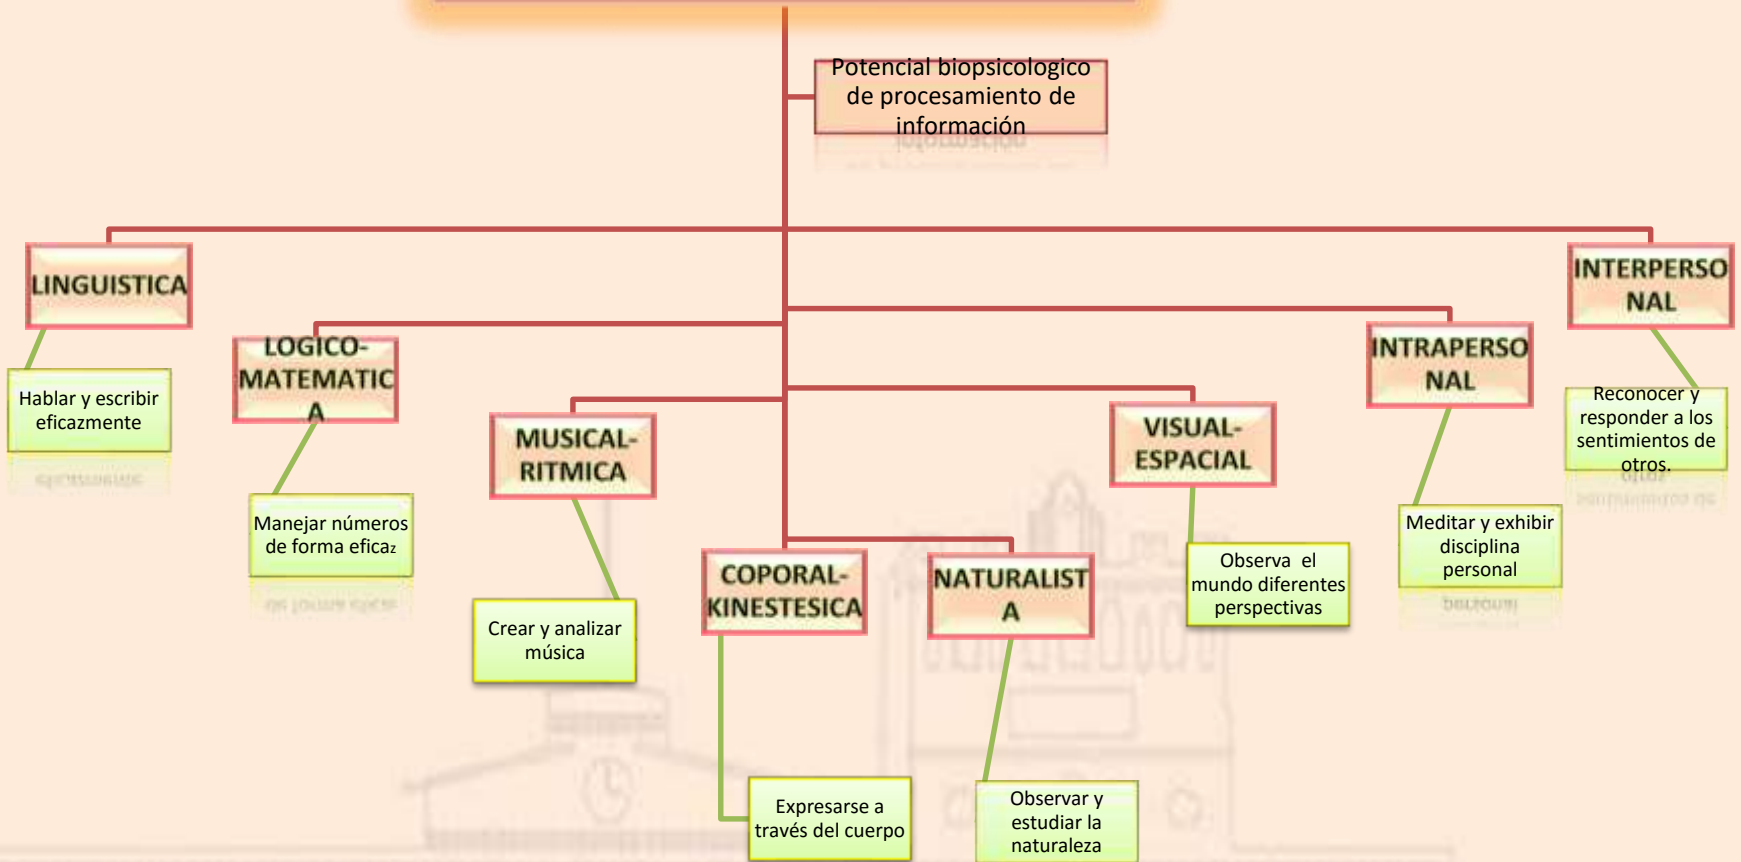 Potencial biopsicologico
de procesamiento de
información
LINGUISTICA
Hablar y escribir
eficazmente
LOGICO-
MATEMATIC
A
Manejar números
de forma eficaz
MUSICAL-
RITMICA
Crear y analizar
música
COPORAL-
KINESTESICA
Expresarse a
través del cuerpo
NATURALIST
A
Observar y
estudiar la
naturaleza
VISUAL-
ESPACIAL
Observa el
mundo diferentes
perspectivas
INTRAPERSO
NAL
Meditar y exhibir
disciplina
personal
INTERPERSO
NAL
Reconocer y
responder a los
sentimientos de
otros.